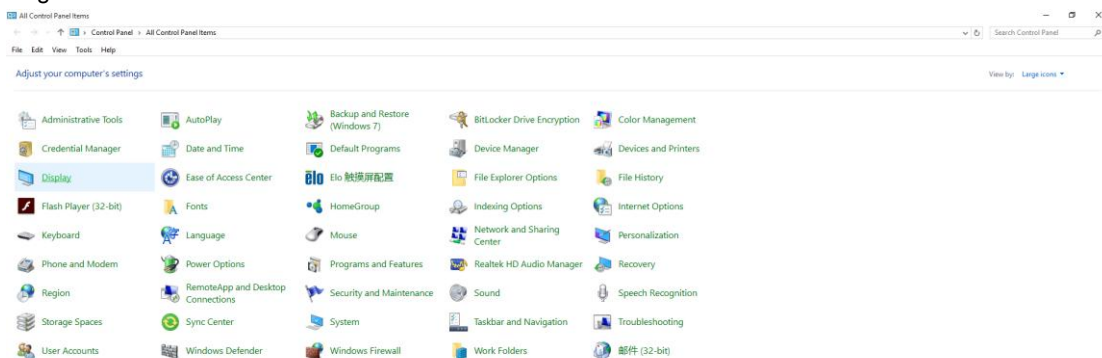 All Control Panel Items
Control Panel › All Control Panel Items
Search Control Panel
File Edit View Tools Help
Adjust your computer's settings
View by: Large icons
Administrative Tools
AutoPlay
Backup and Restore
(Windows 7)
BitLocker Drive Encryption
Color Management
Credential Manager
Date and Time
Default Programs
Device Manager
Devices and Printers
Display
Ease of Access Center
elo
Elo 触摸屏配置
File Explorer Options
File History
Flash Player (32-bit)
Fonts
HomeGroup
Indexing Options
Internet Options
Keyboard
Language
Mouse
Network and Sharing
Center
Personalization
Phone and Modem
Power Options
Programs and Features
Realtek HD Audio Manager
Recovery
Region
RemoteApp and Desktop
Connections
Security and Maintenance
Sound
Speech Recognition
Storage Spaces
Sync Center
System
Taskbar and Navigation
Troubleshooting
User Accounts
Windows Defender
Windows Firewall
Work Folders
邮件 (32-bit)